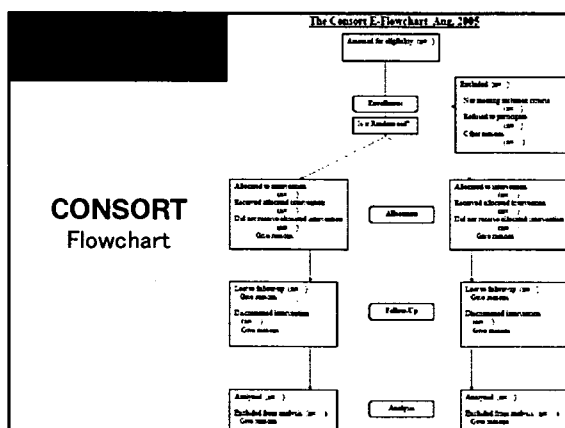 The Consort E-Flowchart Aug. 2005
Assessed for eligibility (n= )
Excluded (n= )
Not meeting inclusion criteria
(n= )
Refused to participate
(n= )
Other reasons
(n= )
Enrollment
Is it Randomized?
CONSORT
Flowchart
Allocated to intervention
(n= )
Received allocated intervention
(n= )
Did not receive allocated intervention
(n= )
Give reasons
Allocation
Allocated to intervention
(n= )
Received allocated intervention
(n= )
Did not receive allocated intervention
(n= )
Give reasons
Lost to follow-up (n= )
Give reasons
Discontinued intervention
(n= )
Give reasons
Follow-Up
Lost to follow-up (n= )
Give reasons
Discontinued intervention
(n= )
Give reasons
Analysed (n= )
Excluded from analysis (n= )
Give reasons
Analysis
Analysed (n= )
Excluded from analysis (n= )
Give reasons